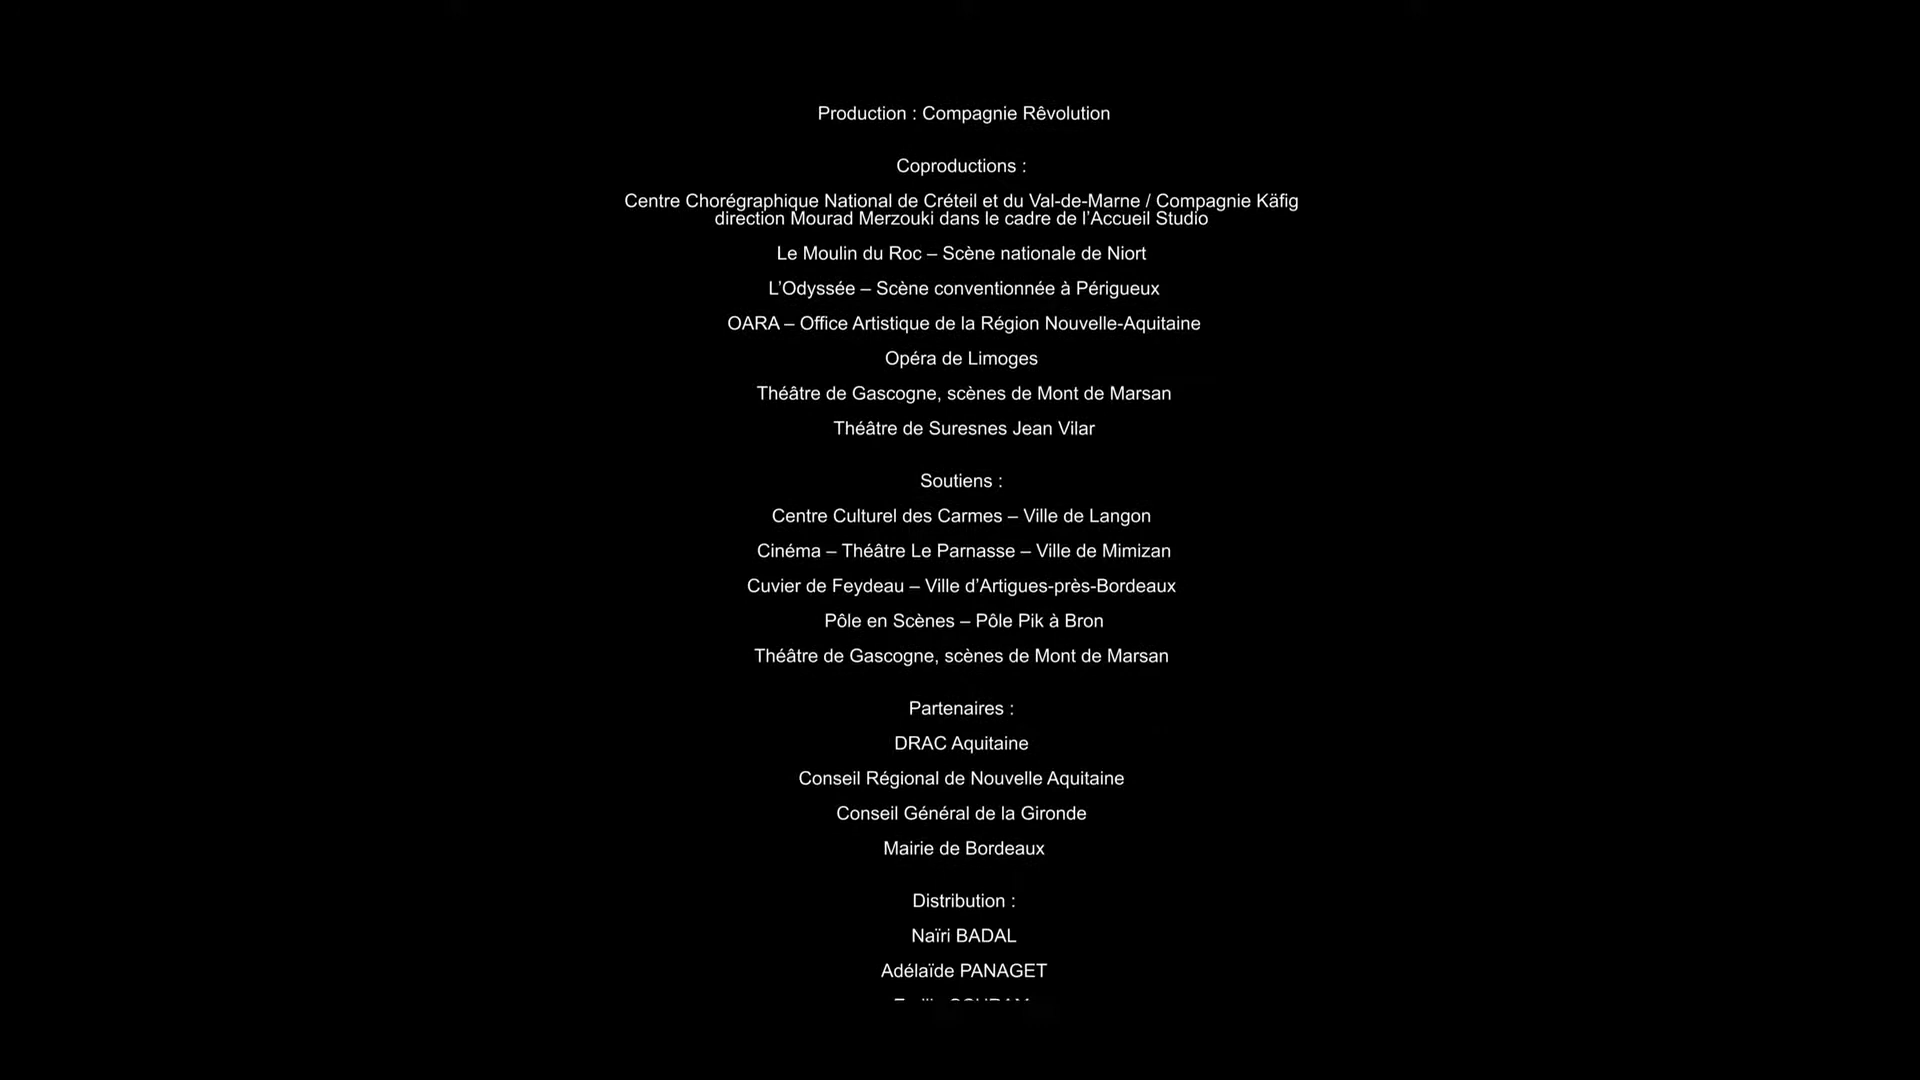 Production : Compagnie Rêvolution
Coproductions :
Centre Chorégraphique National de Créteil et du Val-de-Marne / Compagnie Käfig
direction Mourad Merzouki dans le cadre de l’Accueil Studio
Le Moulin du Roc – Scène nationale de Niort
L’Odyssée – Scène conventionnée à Périgueux
OARA – Office Artistique de la Région Nouvelle-Aquitaine
Opéra de Limoges
Théâtre de Gascogne, scènes de Mont de Marsan
Théâtre de Suresnes Jean Vilar
Soutiens :
Centre Culturel des Carmes – Ville de Langon
Cinéma – Théâtre Le Parnasse – Ville de Mimizan
Cuvier de Feydeau – Ville d’Artigues-près-Bordeaux
Pôle en Scènes – Pôle Pik à Bron
Théâtre de Gascogne, scènes de Mont de Marsan
Partenaires :
DRAC Aquitaine
Conseil Régional de Nouvelle Aquitaine
Conseil Général de la Gironde
Mairie de Bordeaux
Distribution :
Naïri BADAL
Adélaïde PANAGET